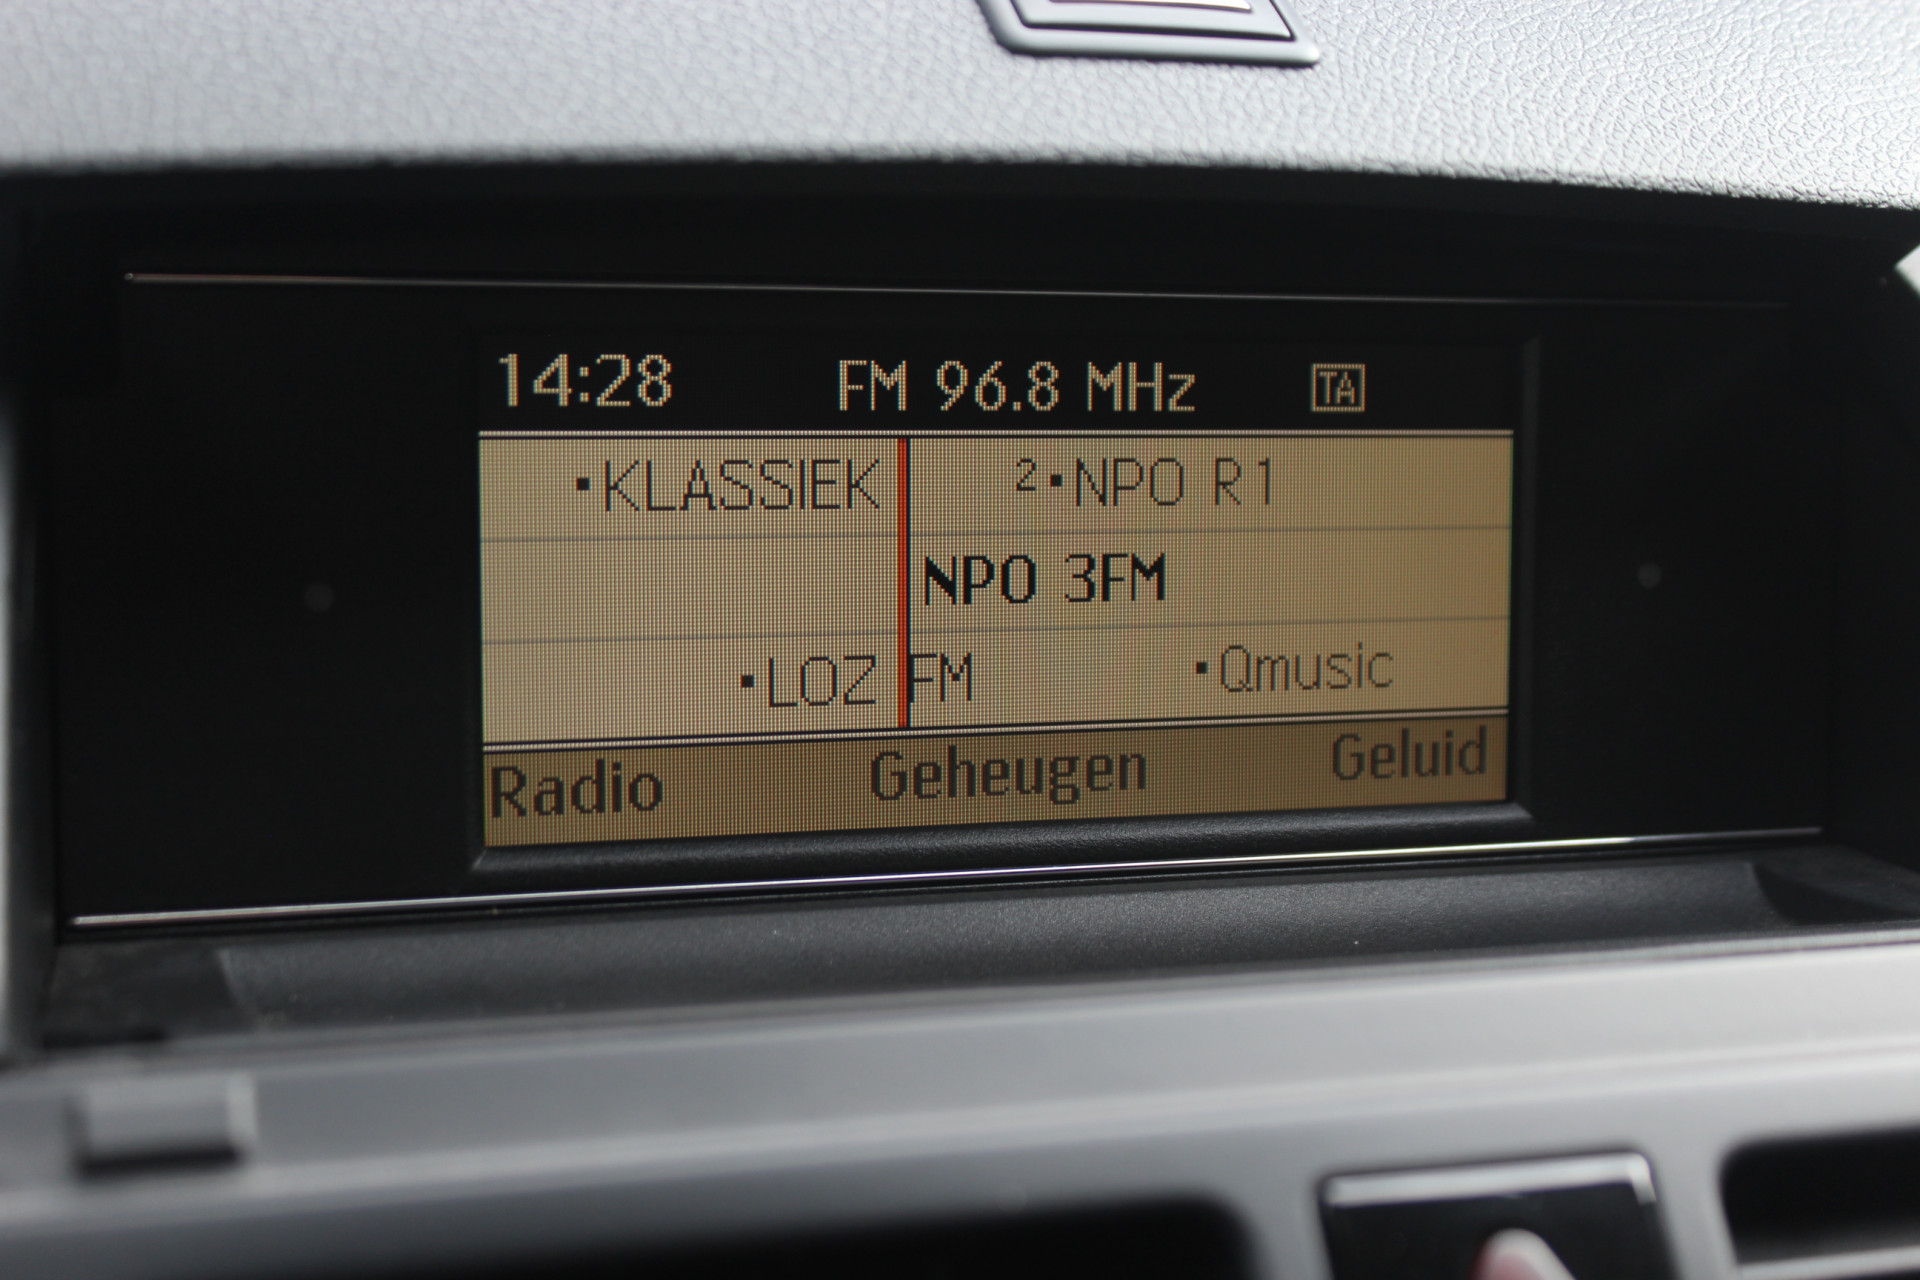 14:28 FM 96.8 MHz TA
·KLASSIEK 2·NPO R1
NPO 3FM
·LOZ FM ·Qmusic
Radio Geheugen Geluid